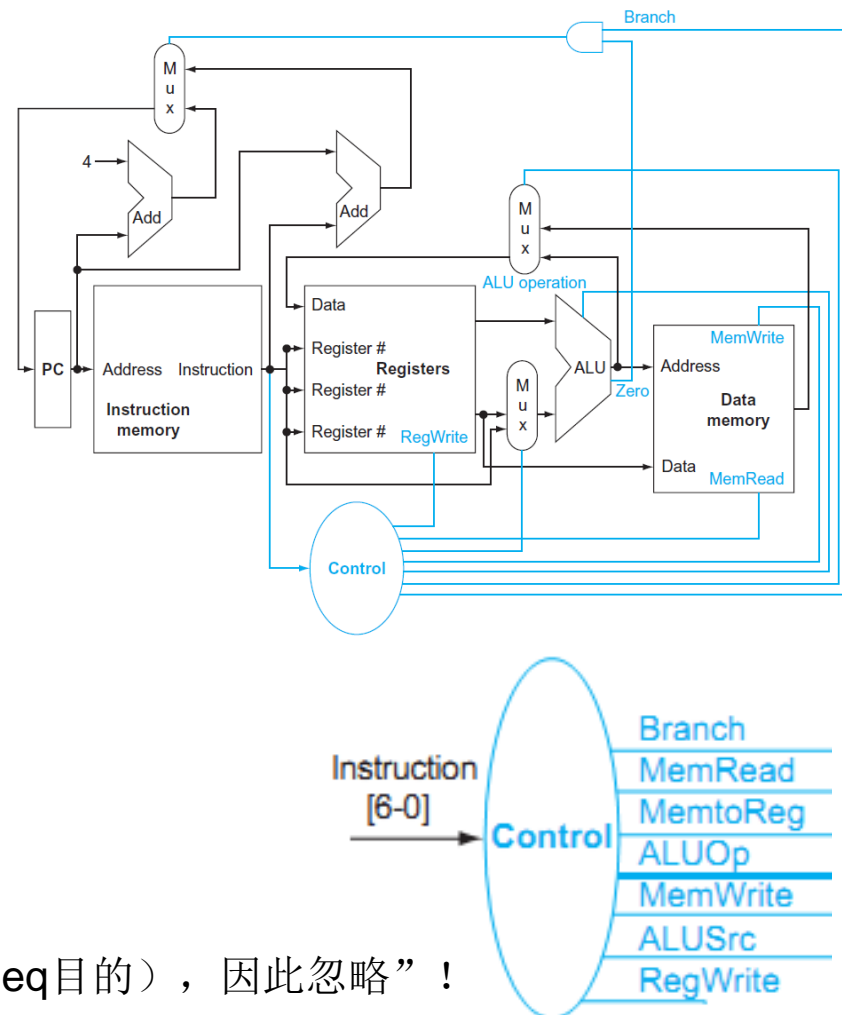 Branch
M
u
x
4
Add
Add
M
u
x
ALU operation
Data
Register #
Register #
Register #
Registers
RegWrite
PC
Address
Instruction
Instruction
memory
M
u
x
ALU
Zero
MemWrite
Address
Data
memory
Data
MemRead
Control
Instruction
[6-0]
Control
Branch
MemRead
MemtoReg
ALUOp
MemWrite
ALUSrc
RegWrite
eq目的），因此忽略”！